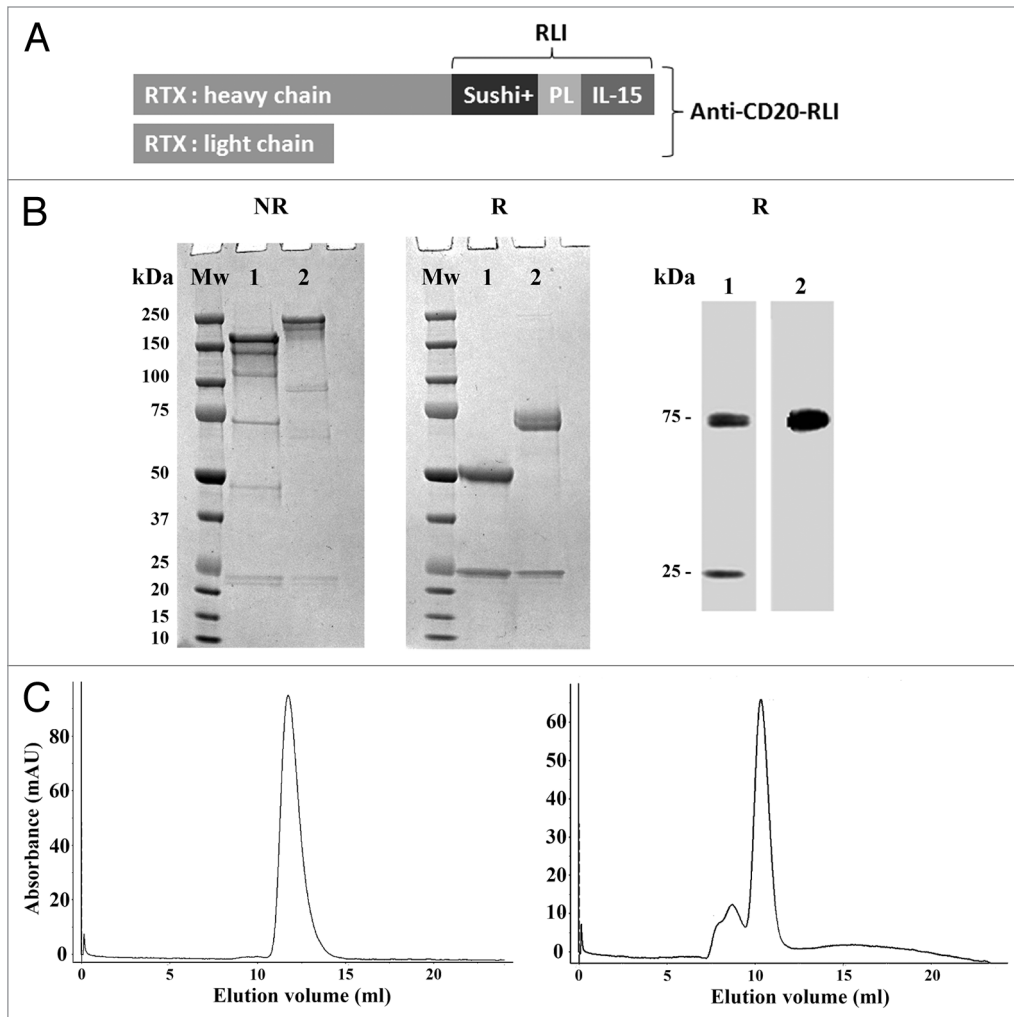 A
RLI
RTX : heavy chain Sushi+ PL IL-15
Anti-CD20-RLI
RTX : light chain
B
NR R R
kDa Mw 1 2 Mw 1 2 kDa 1 2
250
150
100
75
50
37
25
20
15
10
75 -
25 -
C
Absorbance (mAU)
80
60
40
20
0
0 5 10 15 20
Elution volume (ml)
60
50
40
30
20
10
0
0 5 10 15 20
Elution volume (ml)